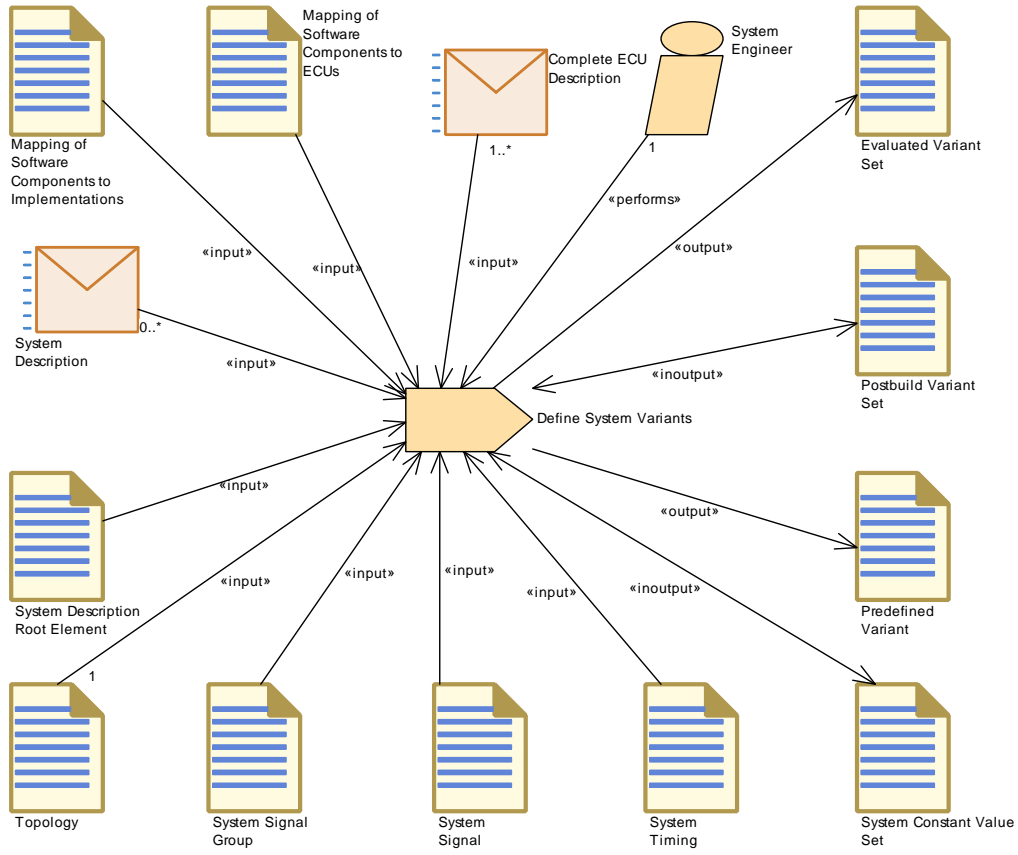 Mapping of
Software
Components to
ECUs
System
Engineer
Complete ECU
Description
Mapping of
Software
Components to
Implementations
1..*
1
Evaluated Variant
Set
«performs»
«input»
«input»
«input»
«output»
0..*
System
Description
«input»
«inoutput»
Postbuild Variant
Set
Define System Variants
«input»
«output»
«input»
«input»
«input»
«input»
«inoutput»
System Description
Root Element
Predefined
Variant
1
Topology
System Signal
Group
System
Signal
System
Timing
System Constant Value
Set